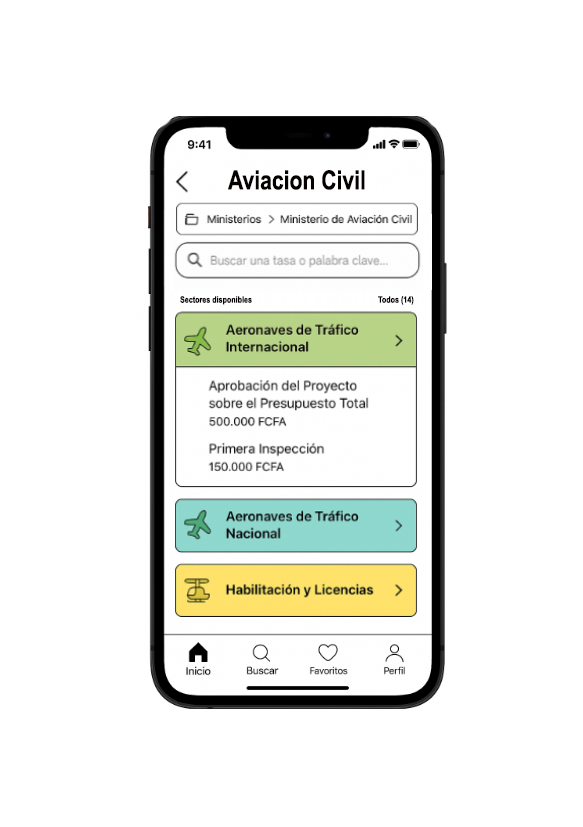 9:41
Aviacion Civil
Ministerios > Ministerio de Aviación Civil
Buscar una tasa o palabra clave...
Sectores disponibles Todos (14)
Aeronaves de Tráfico
Internacional
Aprobación del Proyecto
sobre el Presupuesto Total
500.000 FCFA
Primera Inspección
150.000 FCFA
Aeronaves de Tráfico
Nacional
Habilitación y Licencias
Inicio Buscar Favoritos Perfil